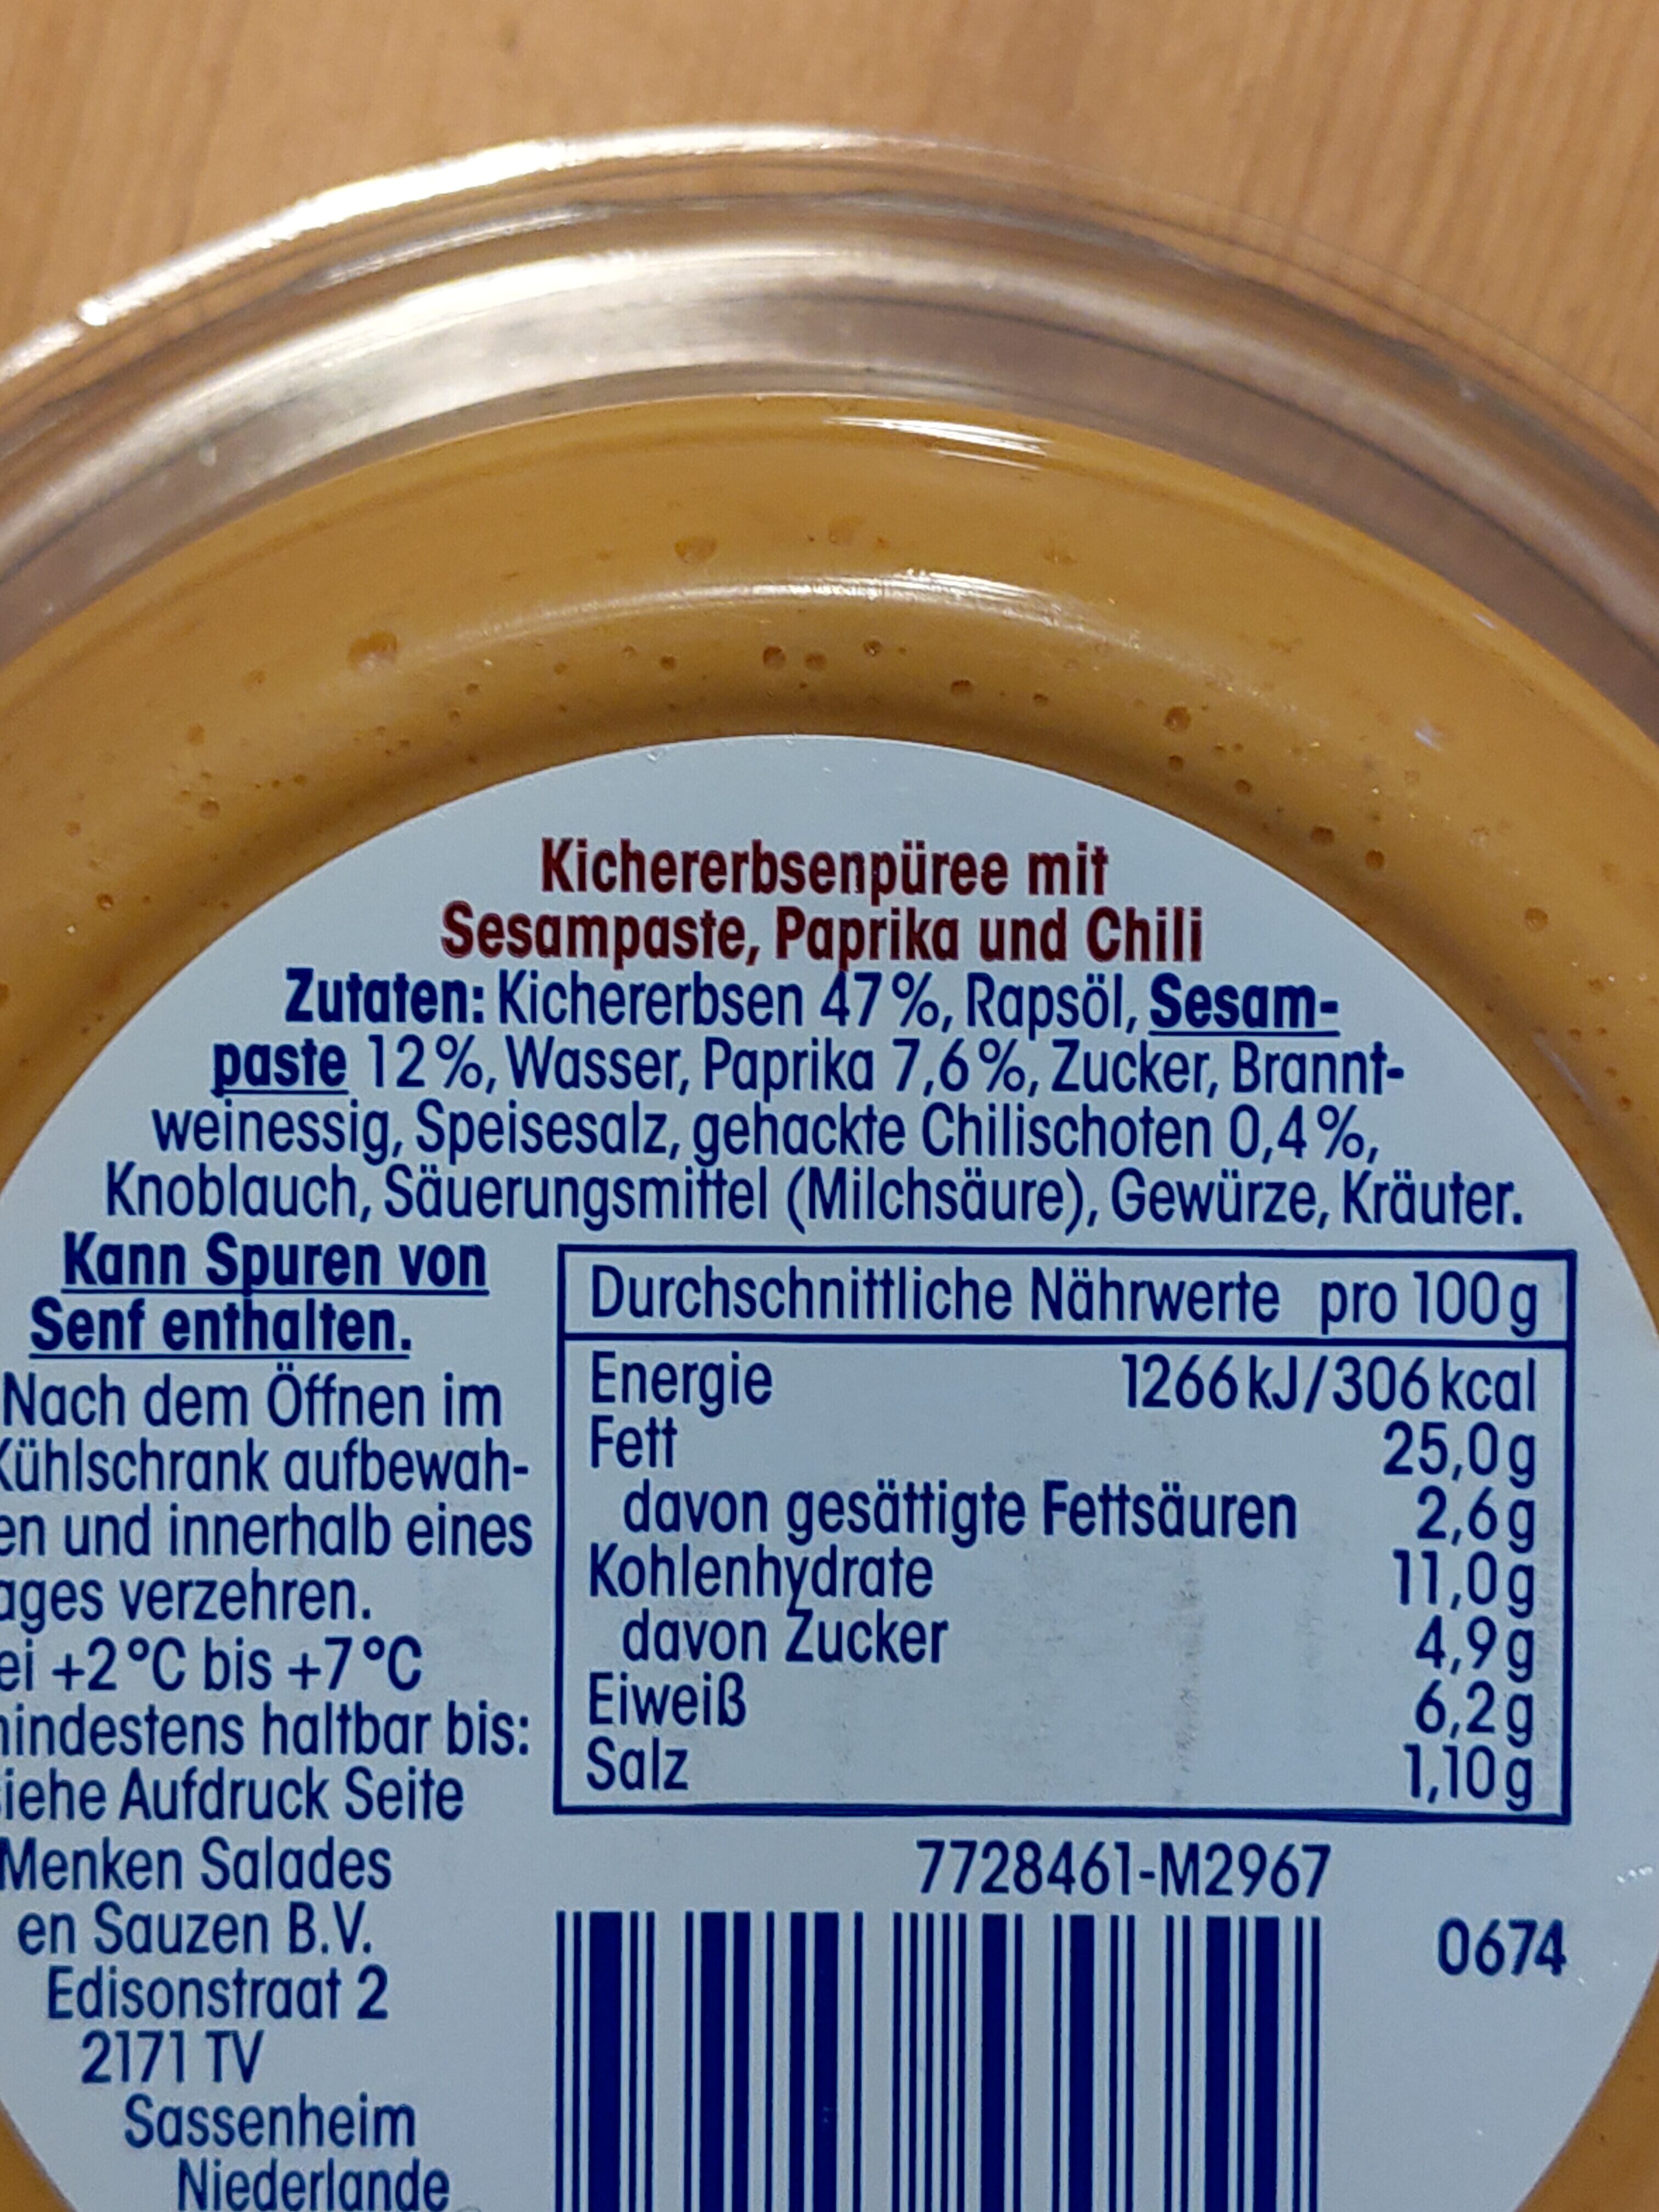 Kichererbsenpüree mit
Sesampaste, Paprika und Chili
Zutaten: Kichererbsen 47%, Rapsöl, Sesam-
paste 12%, Wasser, Paprika 7,6%, Zucker, Brannt-
weinessig, Speisesalz, gehackte Chilischoten 0,4%,
Knoblauch, Säuerungsmittel (Milchsäure), Gewürze, Kräuter.
Kann Spuren von
Senf enthalten.
Nach dem Öffnen im
Kühlschrank aufbewah-
en und innerhalb eines
ages verzehren.
ei +2°C bis +7°C
mindestens haltbar bis:
siehe Aufdruck Seite
Menken Salades
en Sauzen B.V.
Edisonstraat 2
2171 TV
Sassenheim
Niederlande
Durchschnittliche Nährwerte pro 100g
Energie 1266kJ/306kcal
Fett 25,0g
davon gesättigte Fettsäuren 2,6g
Kohlenhydrate 11,0g
davon Zucker 4,9g
Eiweiß 6,2g
Salz 1,10g
7728461-M2967
0674